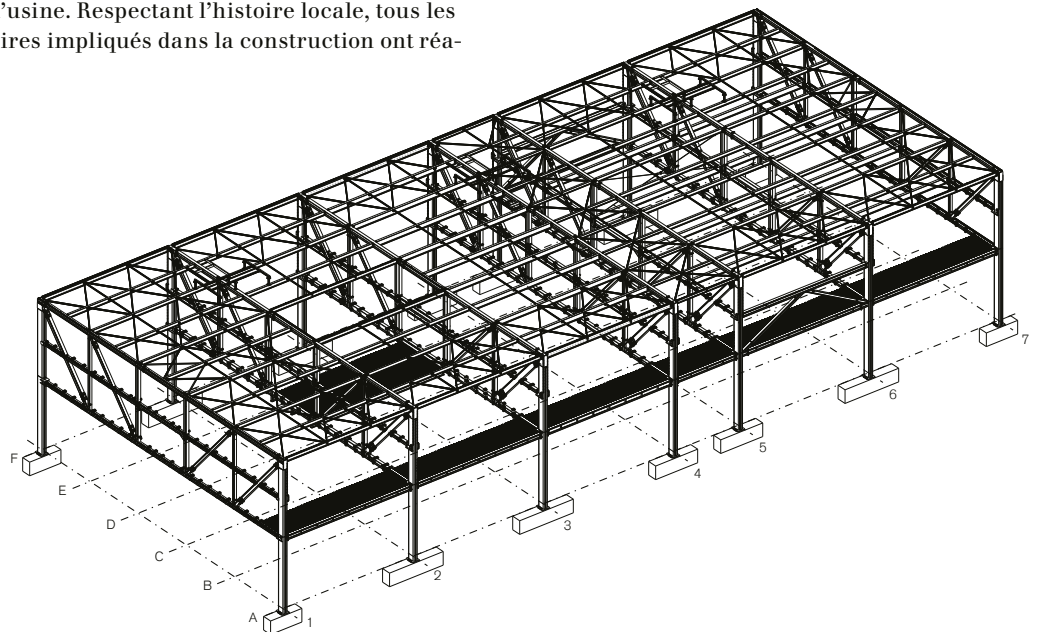 ’usine. Respectant l’histoire locale, tous les
ires impliqués dans la construction ont réa-
F
E
D
C
B
A
1
2
3
4
5
6
7